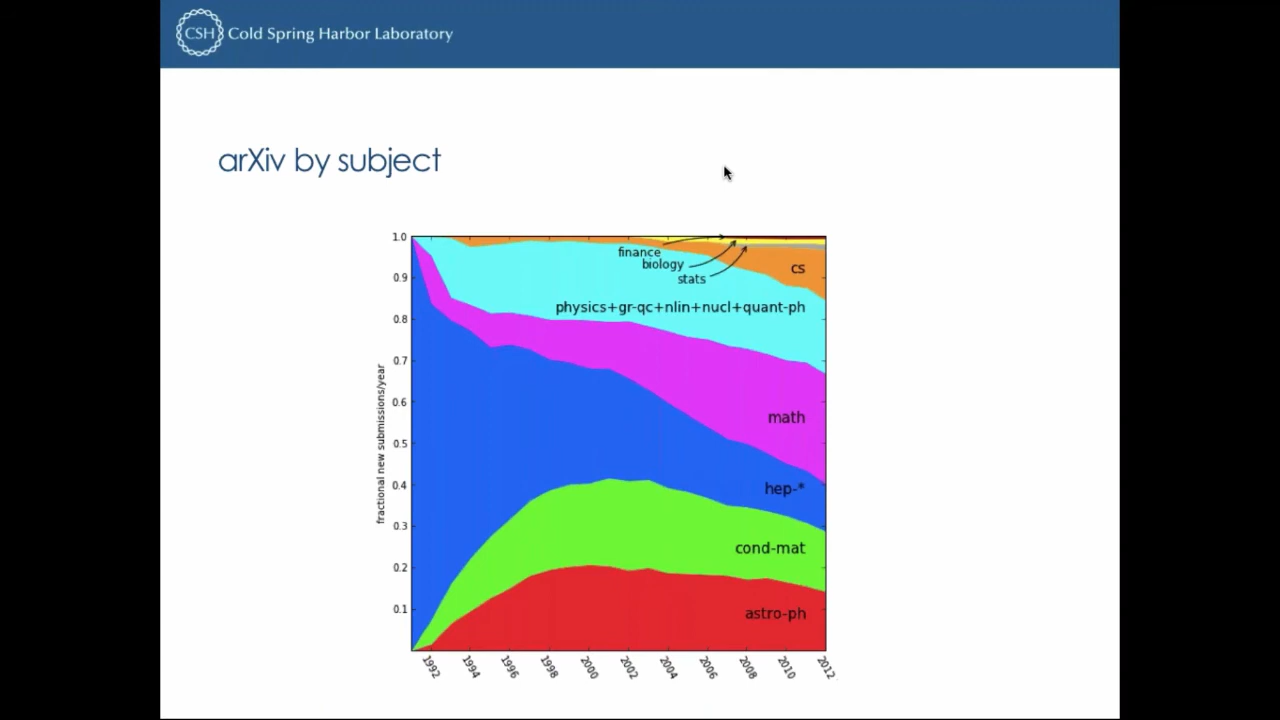 CSH Cold Spring Harbor Laboratory
arXiv by subject
1.0
0.9
0.8
0.7
0.6
0.5
0.4
0.3
0.2
0.1
fractional new submissions/year
finance
biology
stats
cs
physics+gr-qc+nlin+nucl+quant-ph
math
hep-*
cond-mat
astro-ph
1992 1994 1996 1998 2000 2002 2004 2006 2008 2010 2012